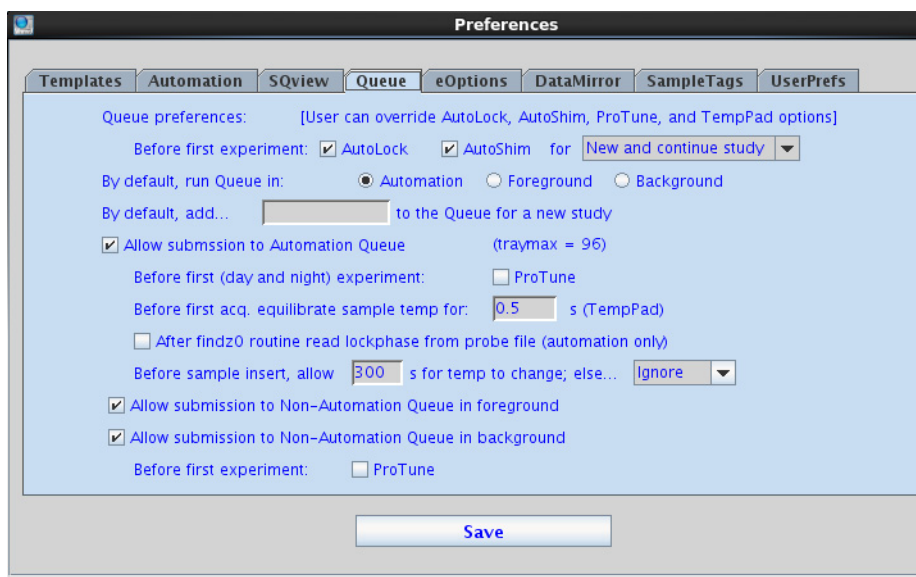 Preferences
Templates Automation SQview Queue eOptions DataMirror SampleTags UserPrefs
Queue preferences: [User can override AutoLock, AutoShim, ProTune, and TempPad options]
Before first experiment: AutoLock AutoShim for New and continue study
By default, run Queue in: Automation Foreground Background
By default, add... to the Queue for a new study
Allow submssion to Automation Queue (traymax = 96)
Before first (day and night) experiment: ProTune
Before first acq. equilibrate sample temp for: 0.5 s (TempPad)
After findz0 routine read lockphase from probe file (automation only)
Before sample insert, allow 300 s for temp to change; else... Ignore
Allow submission to Non-Automation Queue in foreground
Allow submission to Non-Automation Queue in background
Before first experiment: ProTune
Save